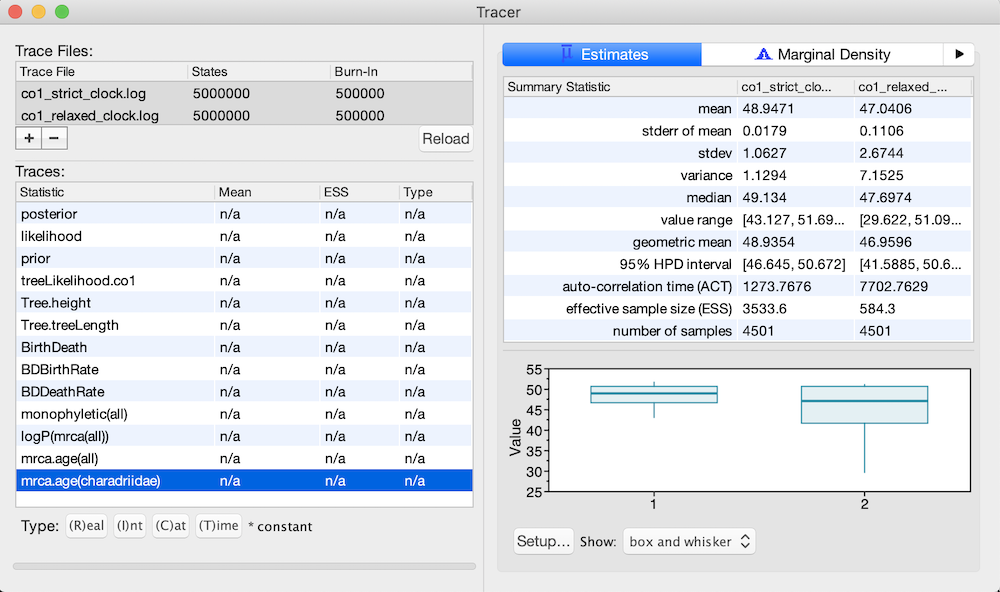 Tracer
Trace Files:
Trace File States Burn-In
co1_strict_clock.log 5000000 500000
co1_relaxed_clock.log 5000000 500000
+ −
Reload
Traces:
Statistic Mean ESS Type
posterior n/a n/a n/a
likelihood n/a n/a n/a
prior n/a n/a n/a
treeLikelihood.co1 n/a n/a n/a
Tree.height n/a n/a n/a
Tree.treeLength n/a n/a n/a
BirthDeath n/a n/a n/a
BDBirthRate n/a n/a n/a
BDDeathRate n/a n/a n/a
monophyletic(all) n/a n/a n/a
logP(mrca(all)) n/a n/a n/a
mrca.age(all) n/a n/a n/a
mrca.age(charadriidae) n/a n/a n/a
Type: (R)eal (I)nt (C)at (T)ime * constant
Estimates Marginal Density
Summary Statistic co1_strict_clo... co1_relaxed_...
mean 48.9471 47.0406
stderr of mean 0.0179 0.1106
stdev 1.0627 2.6744
variance 1.1294 7.1525
median 49.134 47.6974
value range [43.127, 51.69... [29.622, 51.09...
geometric mean 48.9354 46.9596
95% HPD interval [46.645, 50.672] [41.5885, 50.6...
auto-correlation time (ACT) 1273.7676 7702.7629
effective sample size (ESS) 3533.6 584.3
number of samples 4501 4501
Value
55
50
45
40
35
30
25
1 2
Setup... Show: box and whisker